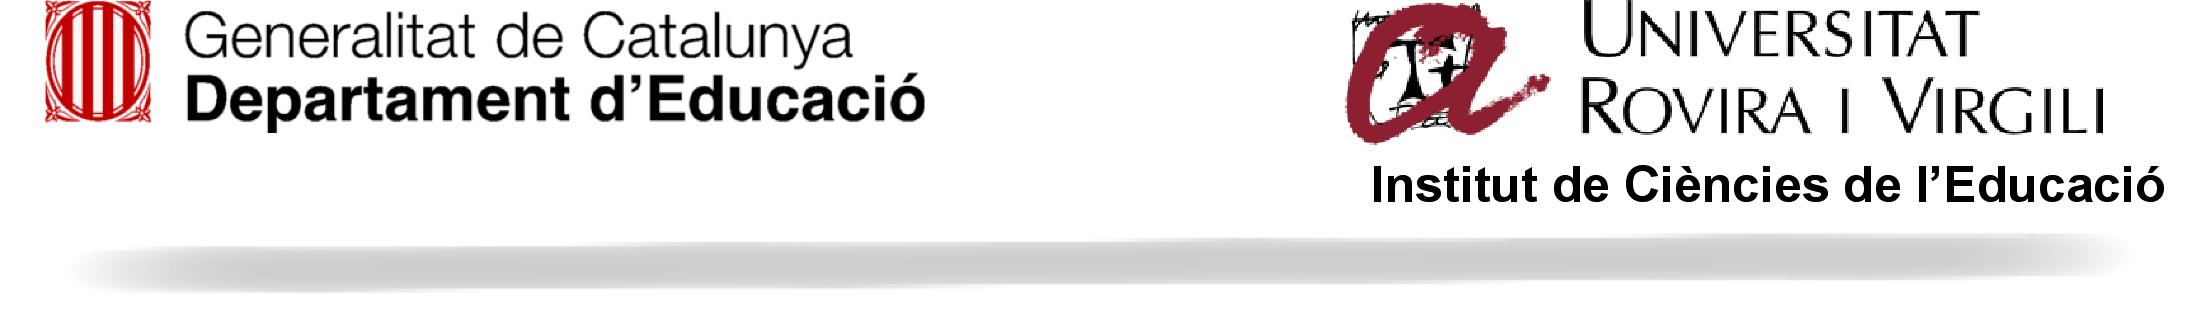 Generalitat de Catalunya
Departament d’Educació
UNIVERSITAT
ROVIRA I VIRGILI
Institut de Ciències de l’Educació